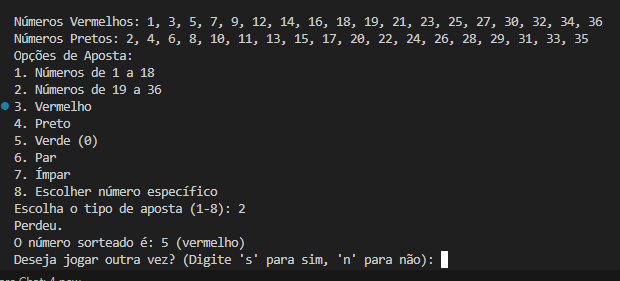 Números Vermelhos: 1, 3, 5, 7, 9, 12, 14, 16, 18, 19, 21, 23, 25, 27, 30, 32, 34, 36
Números Pretos: 2, 4, 6, 8, 10, 11, 13, 15, 17, 20, 22, 24, 26, 28, 29, 31, 33, 35
Opções de Aposta:
1. Números de 1 a 18
2. Números de 19 a 36
3. Vermelho
4. Preto
5. Verde (0)
6. Par
7. Ímpar
8. Escolher número específico
Escolha o tipo de aposta (1-8): 2
Perdeu.
O número sorteado é: 5 (vermelho)
Deseja jogar outra vez? (Digite 's' para sim, 'n' para não):